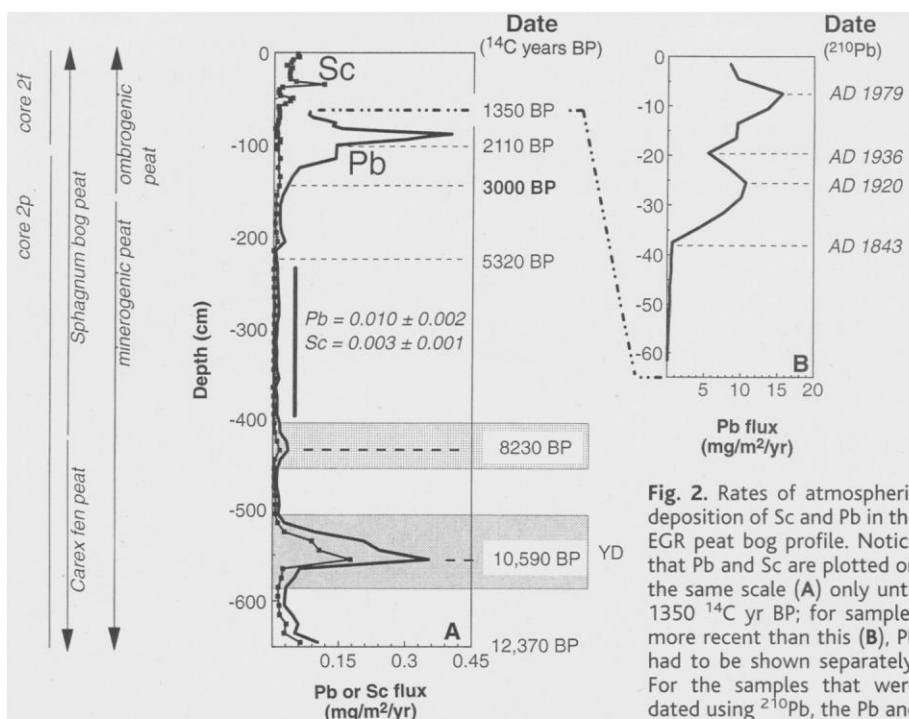 Date
(14C years BP)
Date
(210Pb)
core 2f
core 2p
Sphagnum bog peat
Carex fen peat
ombrogenic
peat
minerogenic peat
Depth (cm)
0
-100
-200
-300
-400
-500
-600
Sc
Pb
Pb = 0.010 ± 0.002
Sc = 0.003 ± 0.001
1350 BP
2110 BP
3000 BP
5320 BP
8230 BP
10,590 BP
YD
12,370 BP
A
0.15
0.3
0.45
Pb or Sc flux
(mg/m²/yr)
0
-10
-20
-30
-40
-50
-60
AD 1979
AD 1936
AD 1920
AD 1843
B
5
10
15
20
Pb flux
(mg/m²/yr)
Fig. 2. Rates of atmospheri
deposition of Sc and Pb in th
EGR peat bog profile. Notic
that Pb and Sc are plotted o
the same scale (A) only unt
1350 14C yr BP; for sample
more recent than this (B), P
had to be shown separately
For the samples that wer
dated using 210Pb, the Pb an